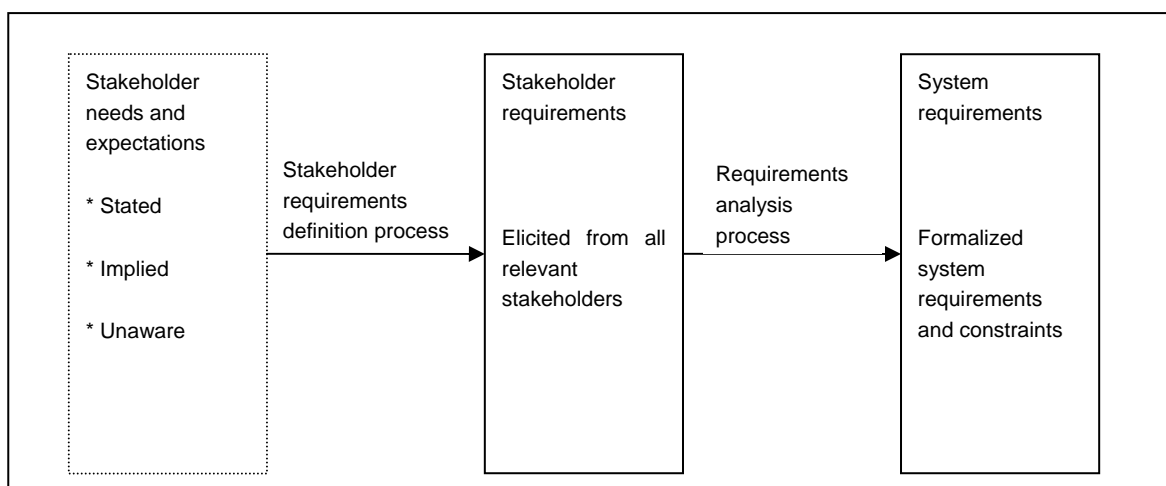 Stakeholder
needs and
expectations
* Stated
* Implied
* Unaware
Stakeholder
requirements
definition process
Stakeholder
requirements
Elicited from all
relevant
stakeholders
Requirements
analysis
process
System
requirements
Formalized
system
requirements
and constraints